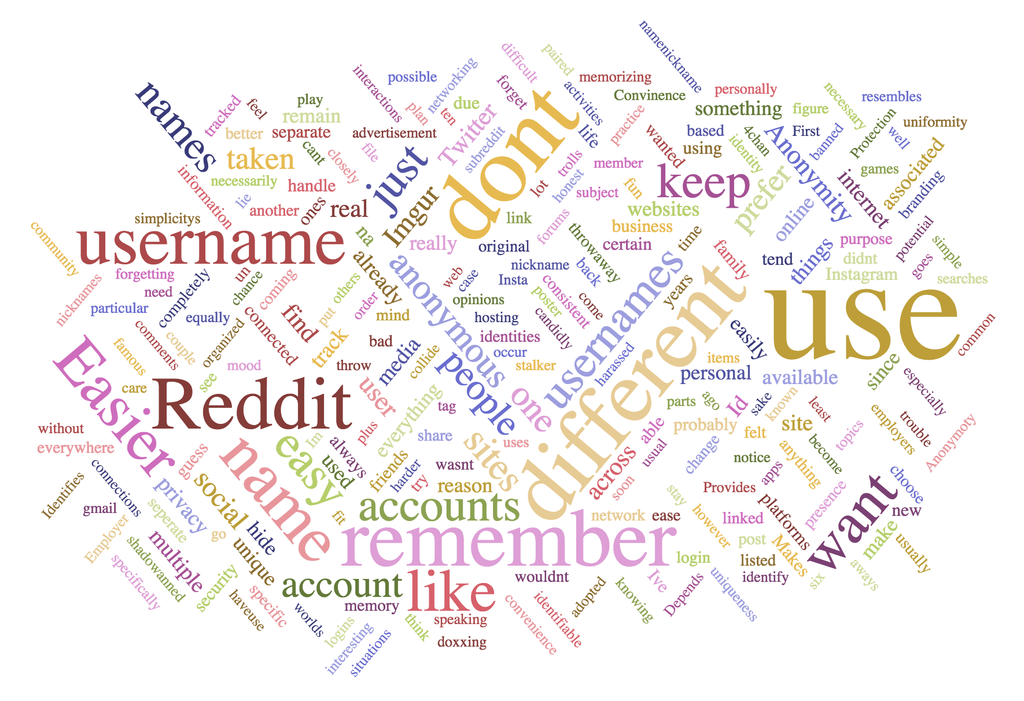 namenickname
difficult
paired
interactions
possible
networking
memorizing
names
tracked
feel
play
remain
plan
ten
forget
due
activities
Convinence
personally
something
necessary
resembles
figure
uniformity
better
separate
advertisement
Twitter
subreddit
dont
life
practice
wanted
based
4chan
First
banned
Protection
well
taken
cant
closely
file
just
trolls
member
using
identity
Anonymity
games
associated
necessarily
handle
information
lie
honest
fun
subject
keep
prefer
internet
branding
simplicitys
another
ones
real
Imgur
lot
link
forums
websites
business
online
potential
community
username
na
really
original
throwaway
certain
time
tend
things
purpose
didnt
goes
simple
nicknames
forgetting
need
completely
un
chance
coming
already
anonymous
web
case
nickname
Insta
back
family
Instagram
searches
particular
equally
connected
find
others
put
order
mind
opinions
poster
consistent
come
usernames
years
comments
couple
organized
track
hosting
candidly
identities
different
easily
use
common
famous
care
see
mood
throw
bad
media
collide
people
occur
stalker
harassed
items
personal
available
since
especially
Easier
Reddit
user
one
parts
ago
Id
sake
known
least
employers
trouble
without
everywhere
guess
name
easy
Im
plus
everything
tag
share
sites
uses
able
probably
felt
site
become
topics
Anonymory
Identifies
connections
privacy
social
used
always
friends
harder
try
wasnt
reason
across
usual
soon
change
notice
anything
apps
choose
gmail
seperate
Employer
go
hide
fit
accounts
network
ease
stay
however
Provides
linked
platforms
presence
want
new
multiple
shadowamed
specifically
unique
remember
login
post
listed
Makes
make
usually
security
haveuse
specific
account
like
wouldnt
Ive
Depends
uniqueness
identify
six
aways
worlds
memory
logins
think
speaking
convenience
identifiable
adopted
knowing
interesting
situations
doxxing